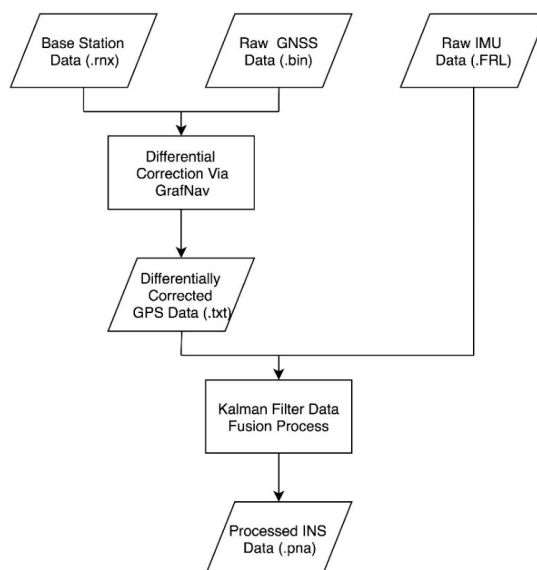 Base Station
Data (.rnx)
Raw GNSS
Data (.bin)
Raw IMU
Data (.FRL)
Differential
Correction Via
GrafNav
Differentially
Corrected
GPS Data (.txt)
Kalman Filter Data
Fusion Process
Processed INS
Data (.pna)